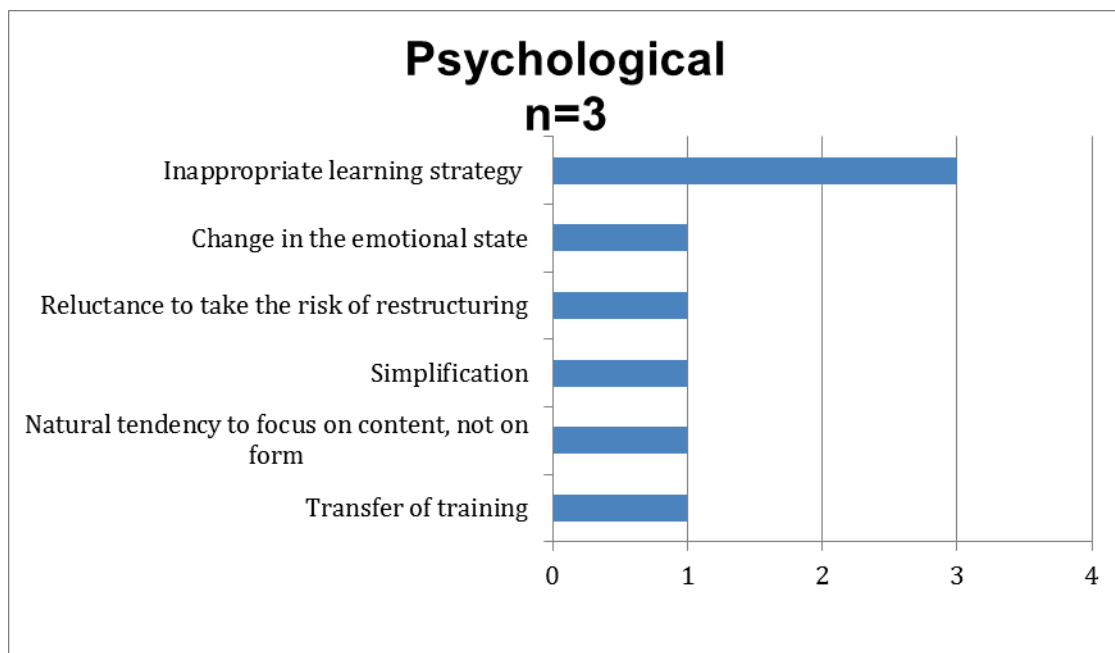 Psychological
n=3
Inappropriate learning strategy
Change in the emotional state
Reluctance to take the risk of restructuring
Simplification
Natural tendency to focus on content, not on
form
Transfer of training
0 1 2 3 4